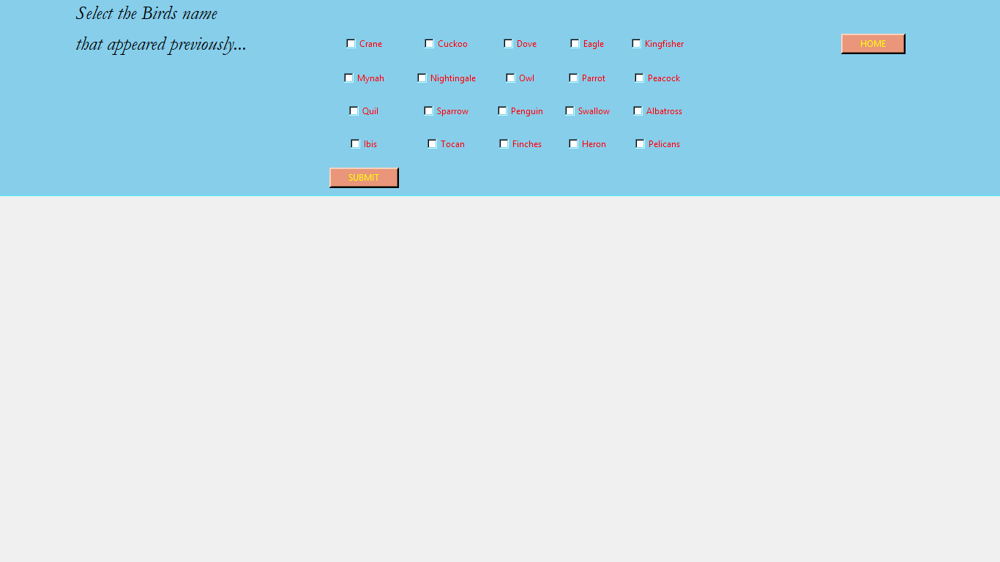 Select the Birds name
that appeared previously...
Crane Cuckoo Dove Eagle Kingfisher HOME
Mynah Nightingale Owl Parrot Peacock
Quil Sparrow Penguin Swallow Albatross
Ibis Tocan Finches Heron Pelicans
SUBMIT